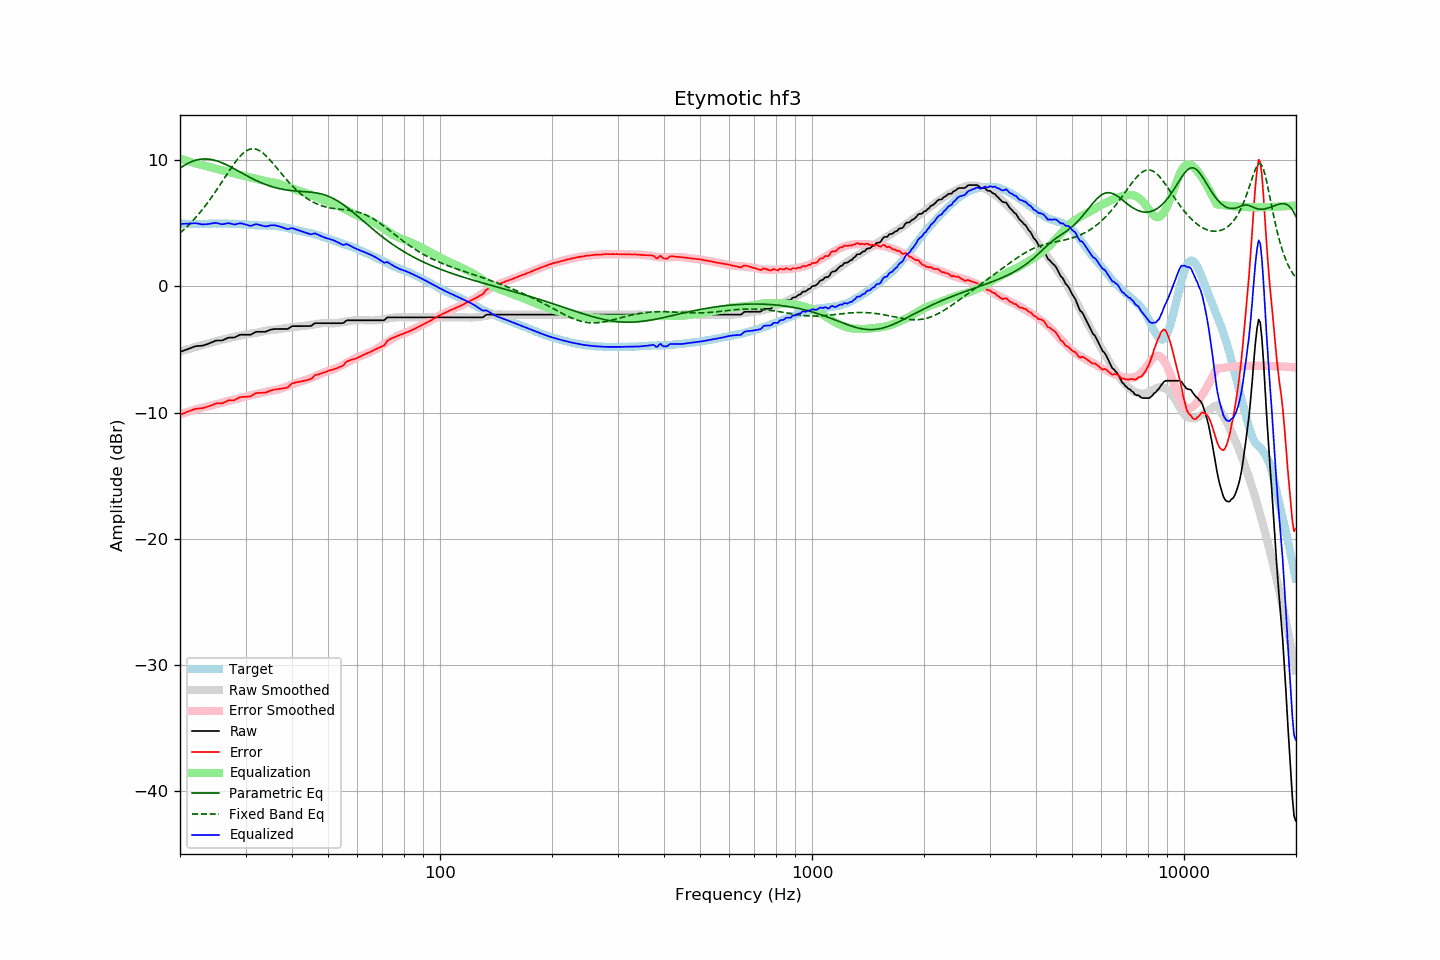 Etymotic hf3
Amplitude (dBr)
10
0
−10
−20
−30
−40
Target
Raw Smoothed
Error Smoothed
Raw
Error
Equalization
Parametric Eq
Fixed Band Eq
Equalized
100
1000
10000
Frequency (Hz)